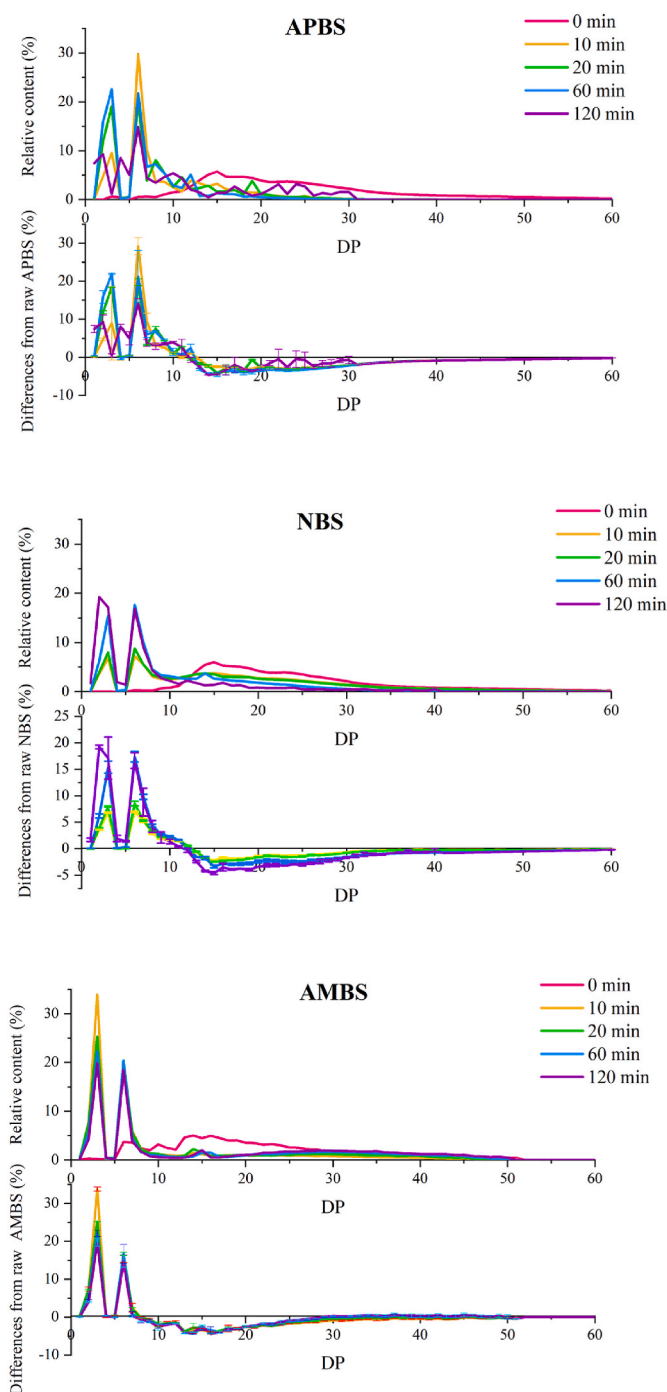 APBS
0 min
10 min
20 min
60 min
120 min
Relative content (%)
30
20
10
0
0 10 20 30 40 50 60
DP
Differences from raw APBS (%)
30
20
10
0
-10
0 20 40 60
DP
NBS
0 min
10 min
20 min
60 min
120 min
Relative content (%)
30
20
10
0
0 10 20 30 40 50 60
DP
Differences from raw NBS (%)
25
20
15
10
5
0
-5
0 10 20 30 40 50 60
DP
AMBS
0 min
10 min
20 min
60 min
120 min
Relative content (%)
30
20
10
0
0 10 20 30 40 50 60
DP
Differences from raw AMBS (%)
30
20
10
0
-10
0 10 20 30 40 50 60
DP